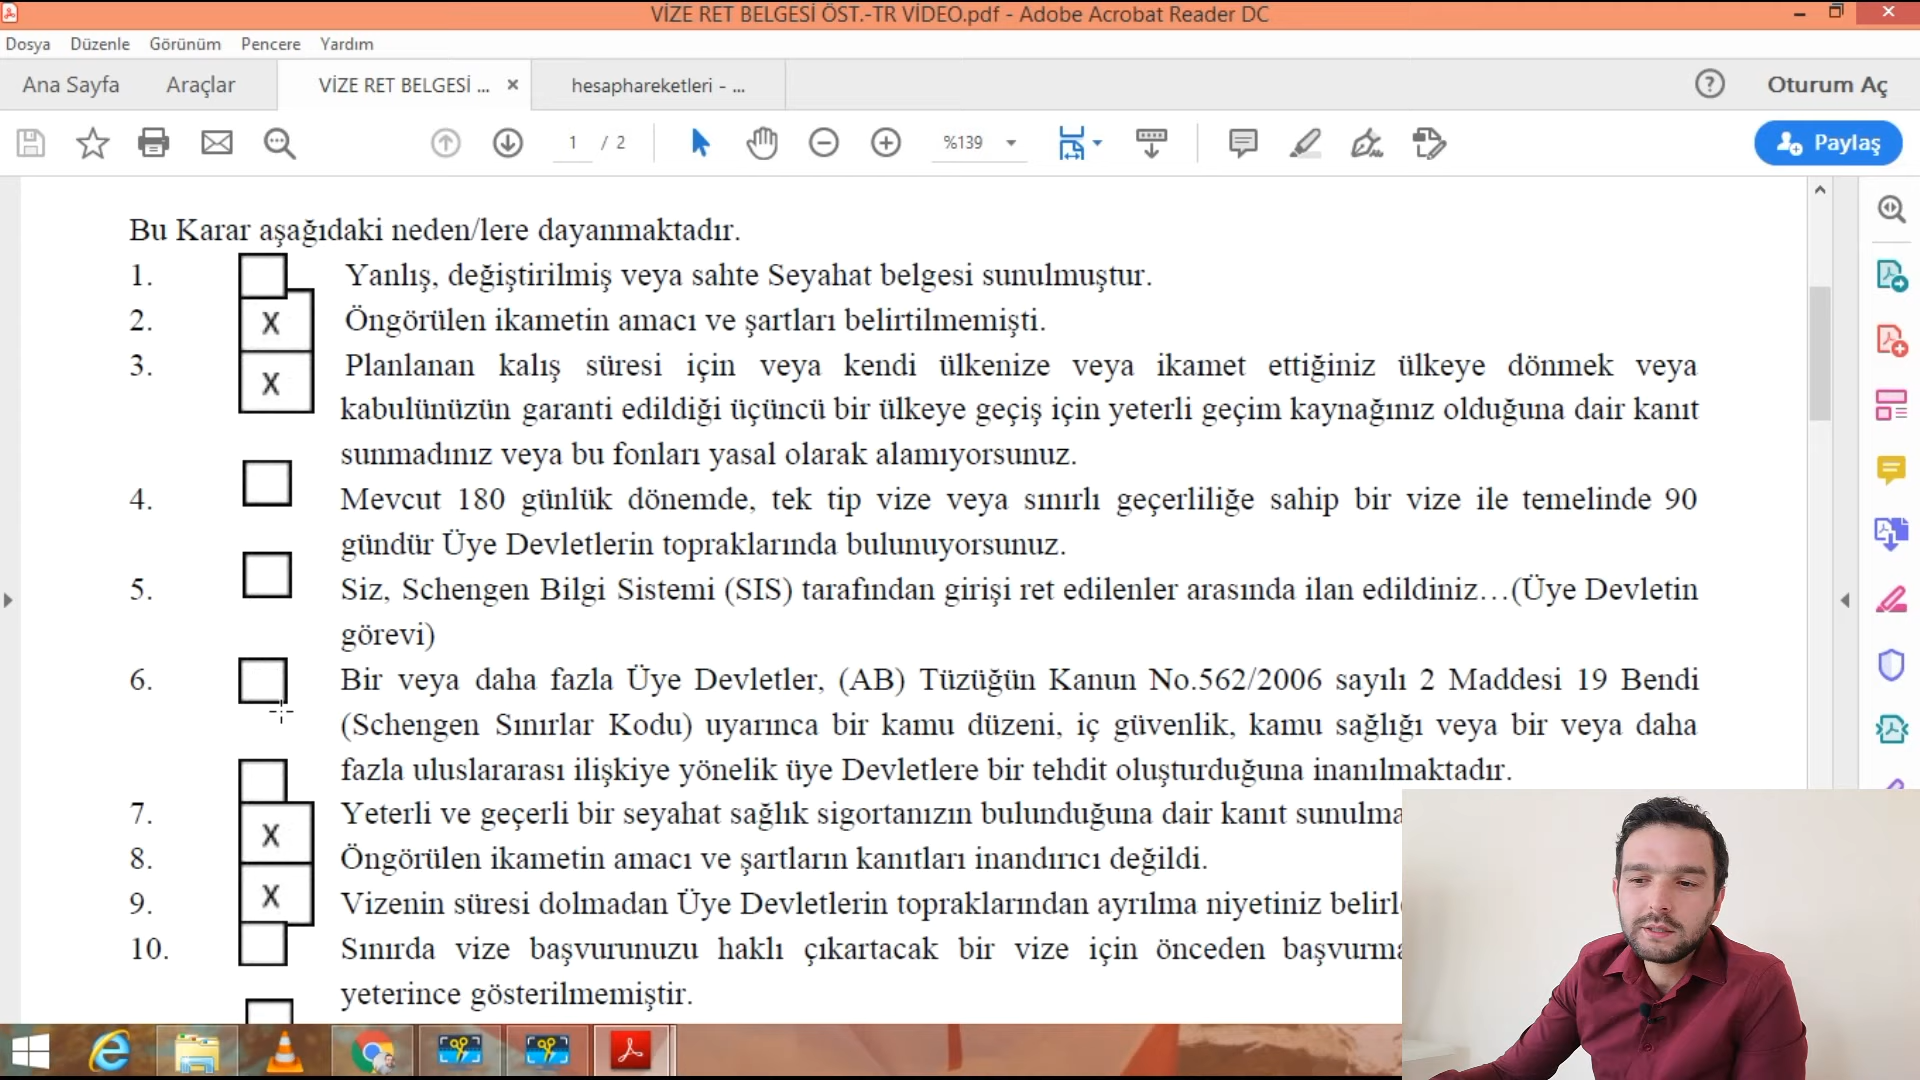 VİZE RET BELGESİ ÖST.-TR VİDEO.pdf - Adobe Acrobat Reader DC
Dosya Düzenle Görünüm Pencere Yardım
Ana Sayfa Araçlar VİZE RET BELGESİ ... hesaphareketleri - ... Oturum Aç
1 / 2 %139 Paylaş
Bu Karar aşağıdaki neden/lere dayanmaktadır.
1. Yanlış, değiştirilmiş veya sahte Seyahat belgesi sunulmuştur.
2. X Öngörülen ikametin amacı ve şartları belirtilmemişti.
3. X Planlanan kalış süresi için veya kendi ülkenize veya ikamet ettiğiniz ülkeye dönmek veya
kabulünüzün garanti edildiği üçüncü bir ülkeye geçiş için yeterli geçim kaynağınız olduğuna dair kanıt
sunmadınız veya bu fonları yasal olarak alamıyorsunuz.
4. Mevcut 180 günlük dönemde, tek tip vize veya sınırlı geçerliliğe sahip bir vize ile temelinde 90
gündür Üye Devletlerin topraklarında bulunuyorsunuz.
5. Siz, Schengen Bilgi Sistemi (SIS) tarafından girişi ret edilenler arasında ilan edildiniz…(Üye Devletin
görevi)
6. Bir veya daha fazla Üye Devletler, (AB) Tüzüğün Kanun No.562/2006 sayılı 2 Maddesi 19 Bendi
(Schengen Sınırlar Kodu) uyarınca bir kamu düzeni, iç güvenlik, kamu sağlığı veya bir veya daha
fazla uluslararası ilişkiye yönelik üye Devletlere bir tehdit oluşturduğuna inanılmaktadır.
7. Yeterli ve geçerli bir seyahat sağlık sigortanızın bulunduğuna dair kanıt sunulma
8. X Öngörülen ikametin amacı ve şartların kanıtları inandırıcı değildi.
9. X Vizenin süresi dolmadan Üye Devletlerin topraklarından ayrılma niyetiniz belirl
10. Sınırda vize başvurunuzu haklı çıkartacak bir vize için önceden başvurma
yeterince gösterilmemiştir.